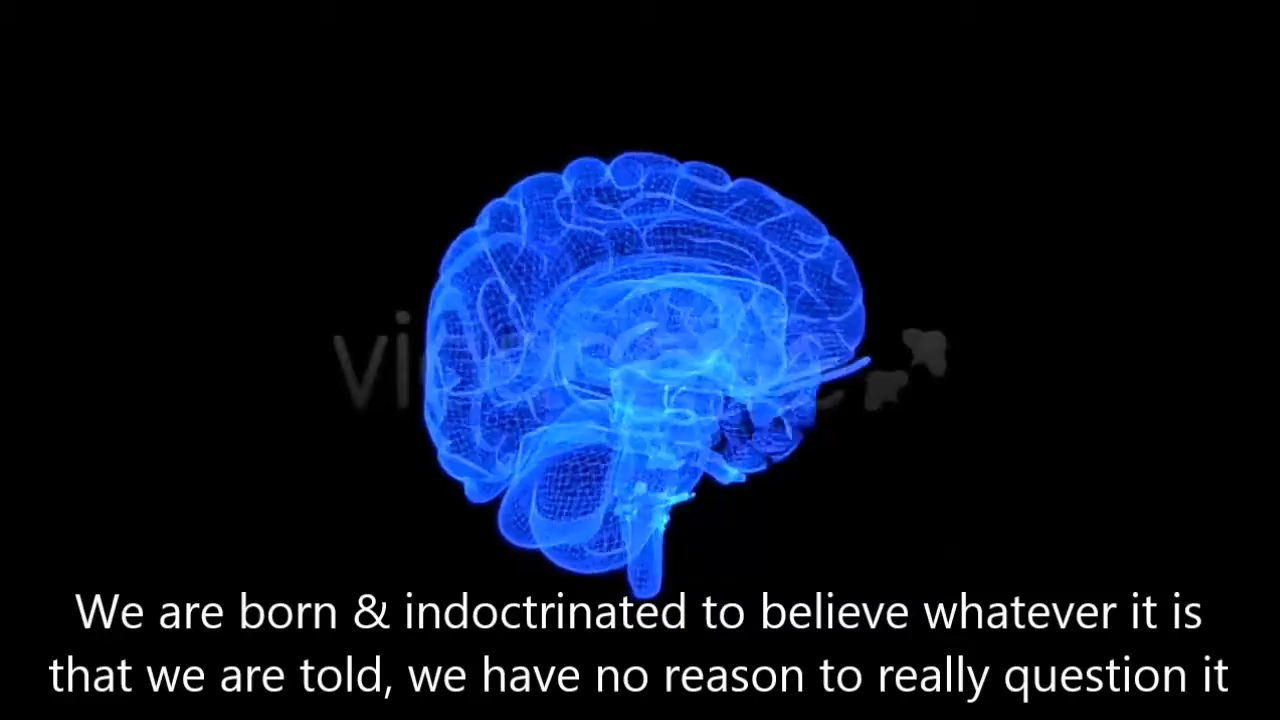 We are born & indoctrinated to believe whatever it is
that we are told, we have no reason to really question it